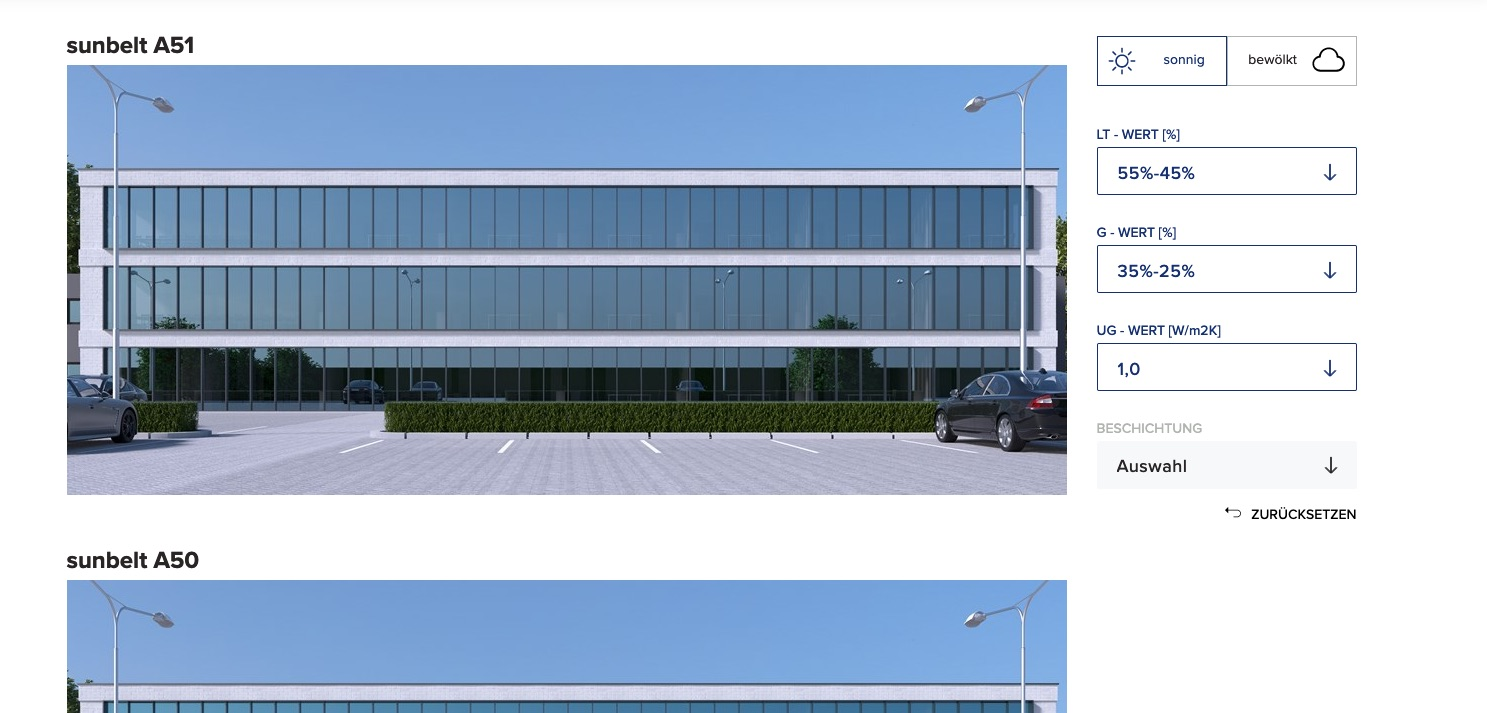 sunbelt A51
sonnig
bewölkt
LT - WERT [%]
55%-45%
G - WERT [%]
35%-25%
UG - WERT [W/m2K]
1,0
BESCHICHTUNG
Auswahl
ZURÜCKSETZEN
sunbelt A50